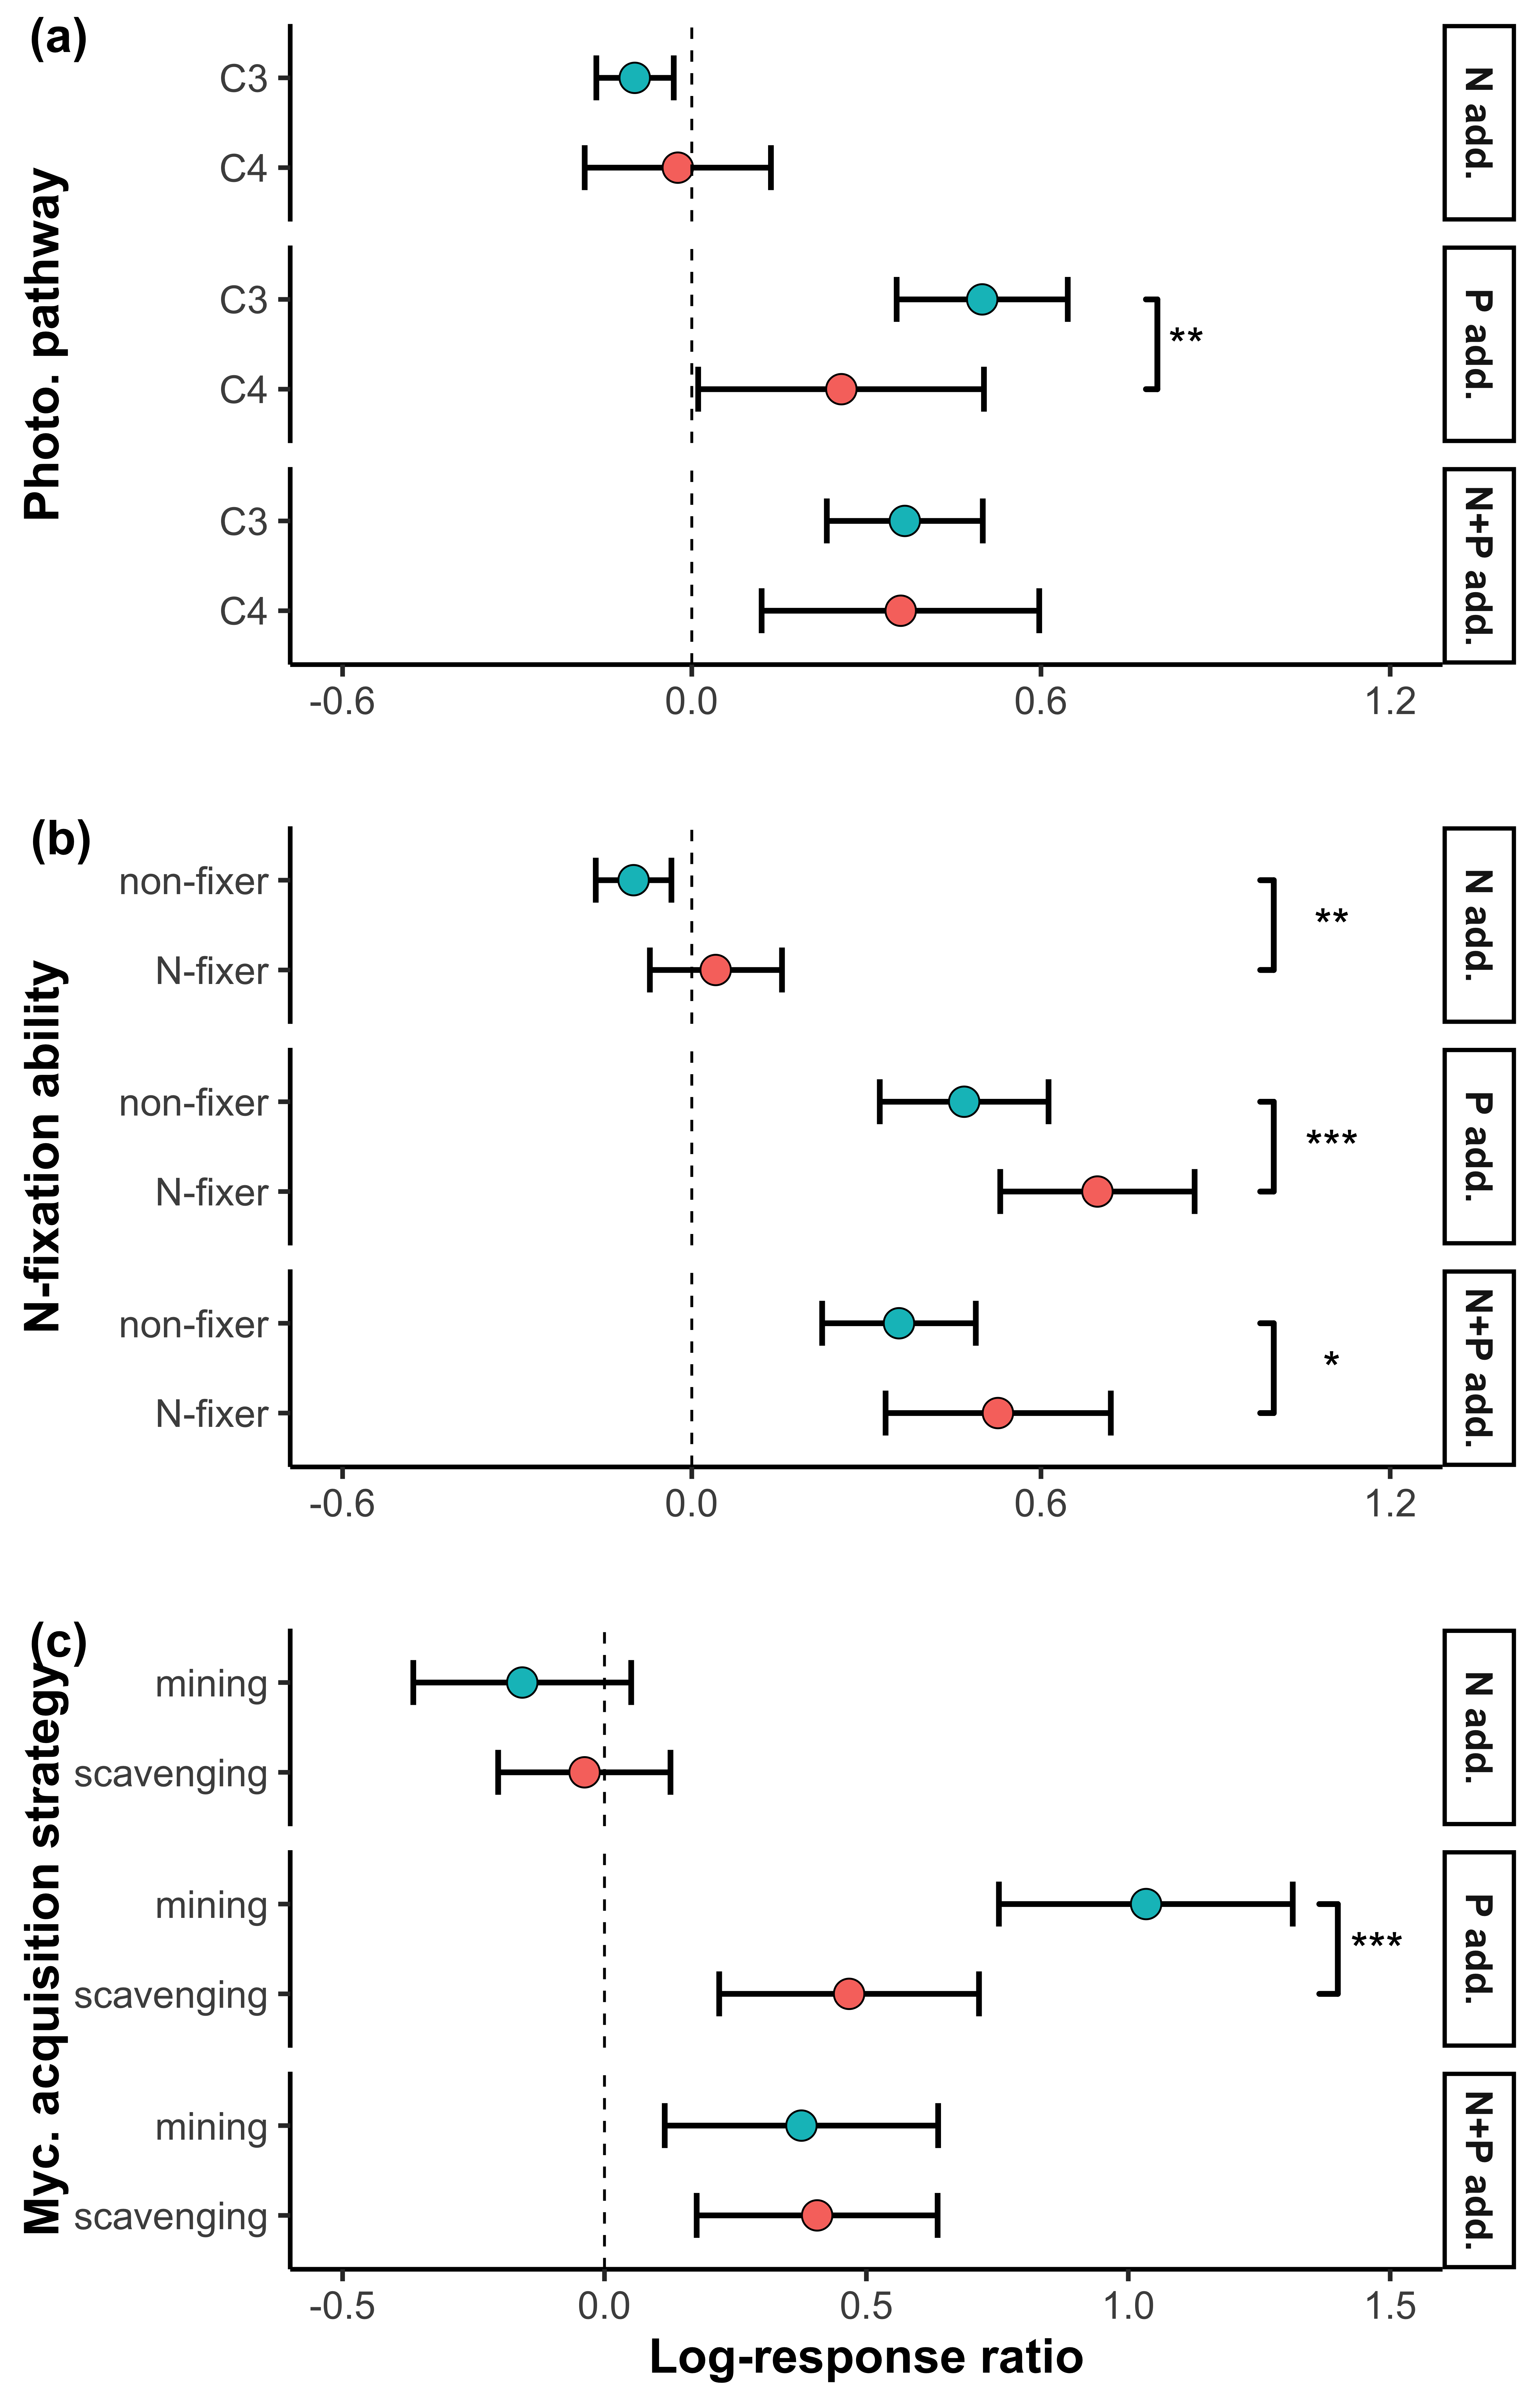 (a)
Photo. pathway
C3
C4
N add.
C3
C4
**
P add.
C3
C4
N+P add.
-0.6 0.0 0.6 1.2
(b)
N-fixation ability
non-fixer
N-fixer
**
N add.
non-fixer
N-fixer
***
P add.
non-fixer
N-fixer
*
N+P add.
-0.6 0.0 0.6 1.2
(c)
Myc. acquisition strategy
mining
scavenging
N add.
mining
scavenging
***
P add.
mining
scavenging
N+P add.
-0.5 0.0 0.5 1.0 1.5
Log-response ratio